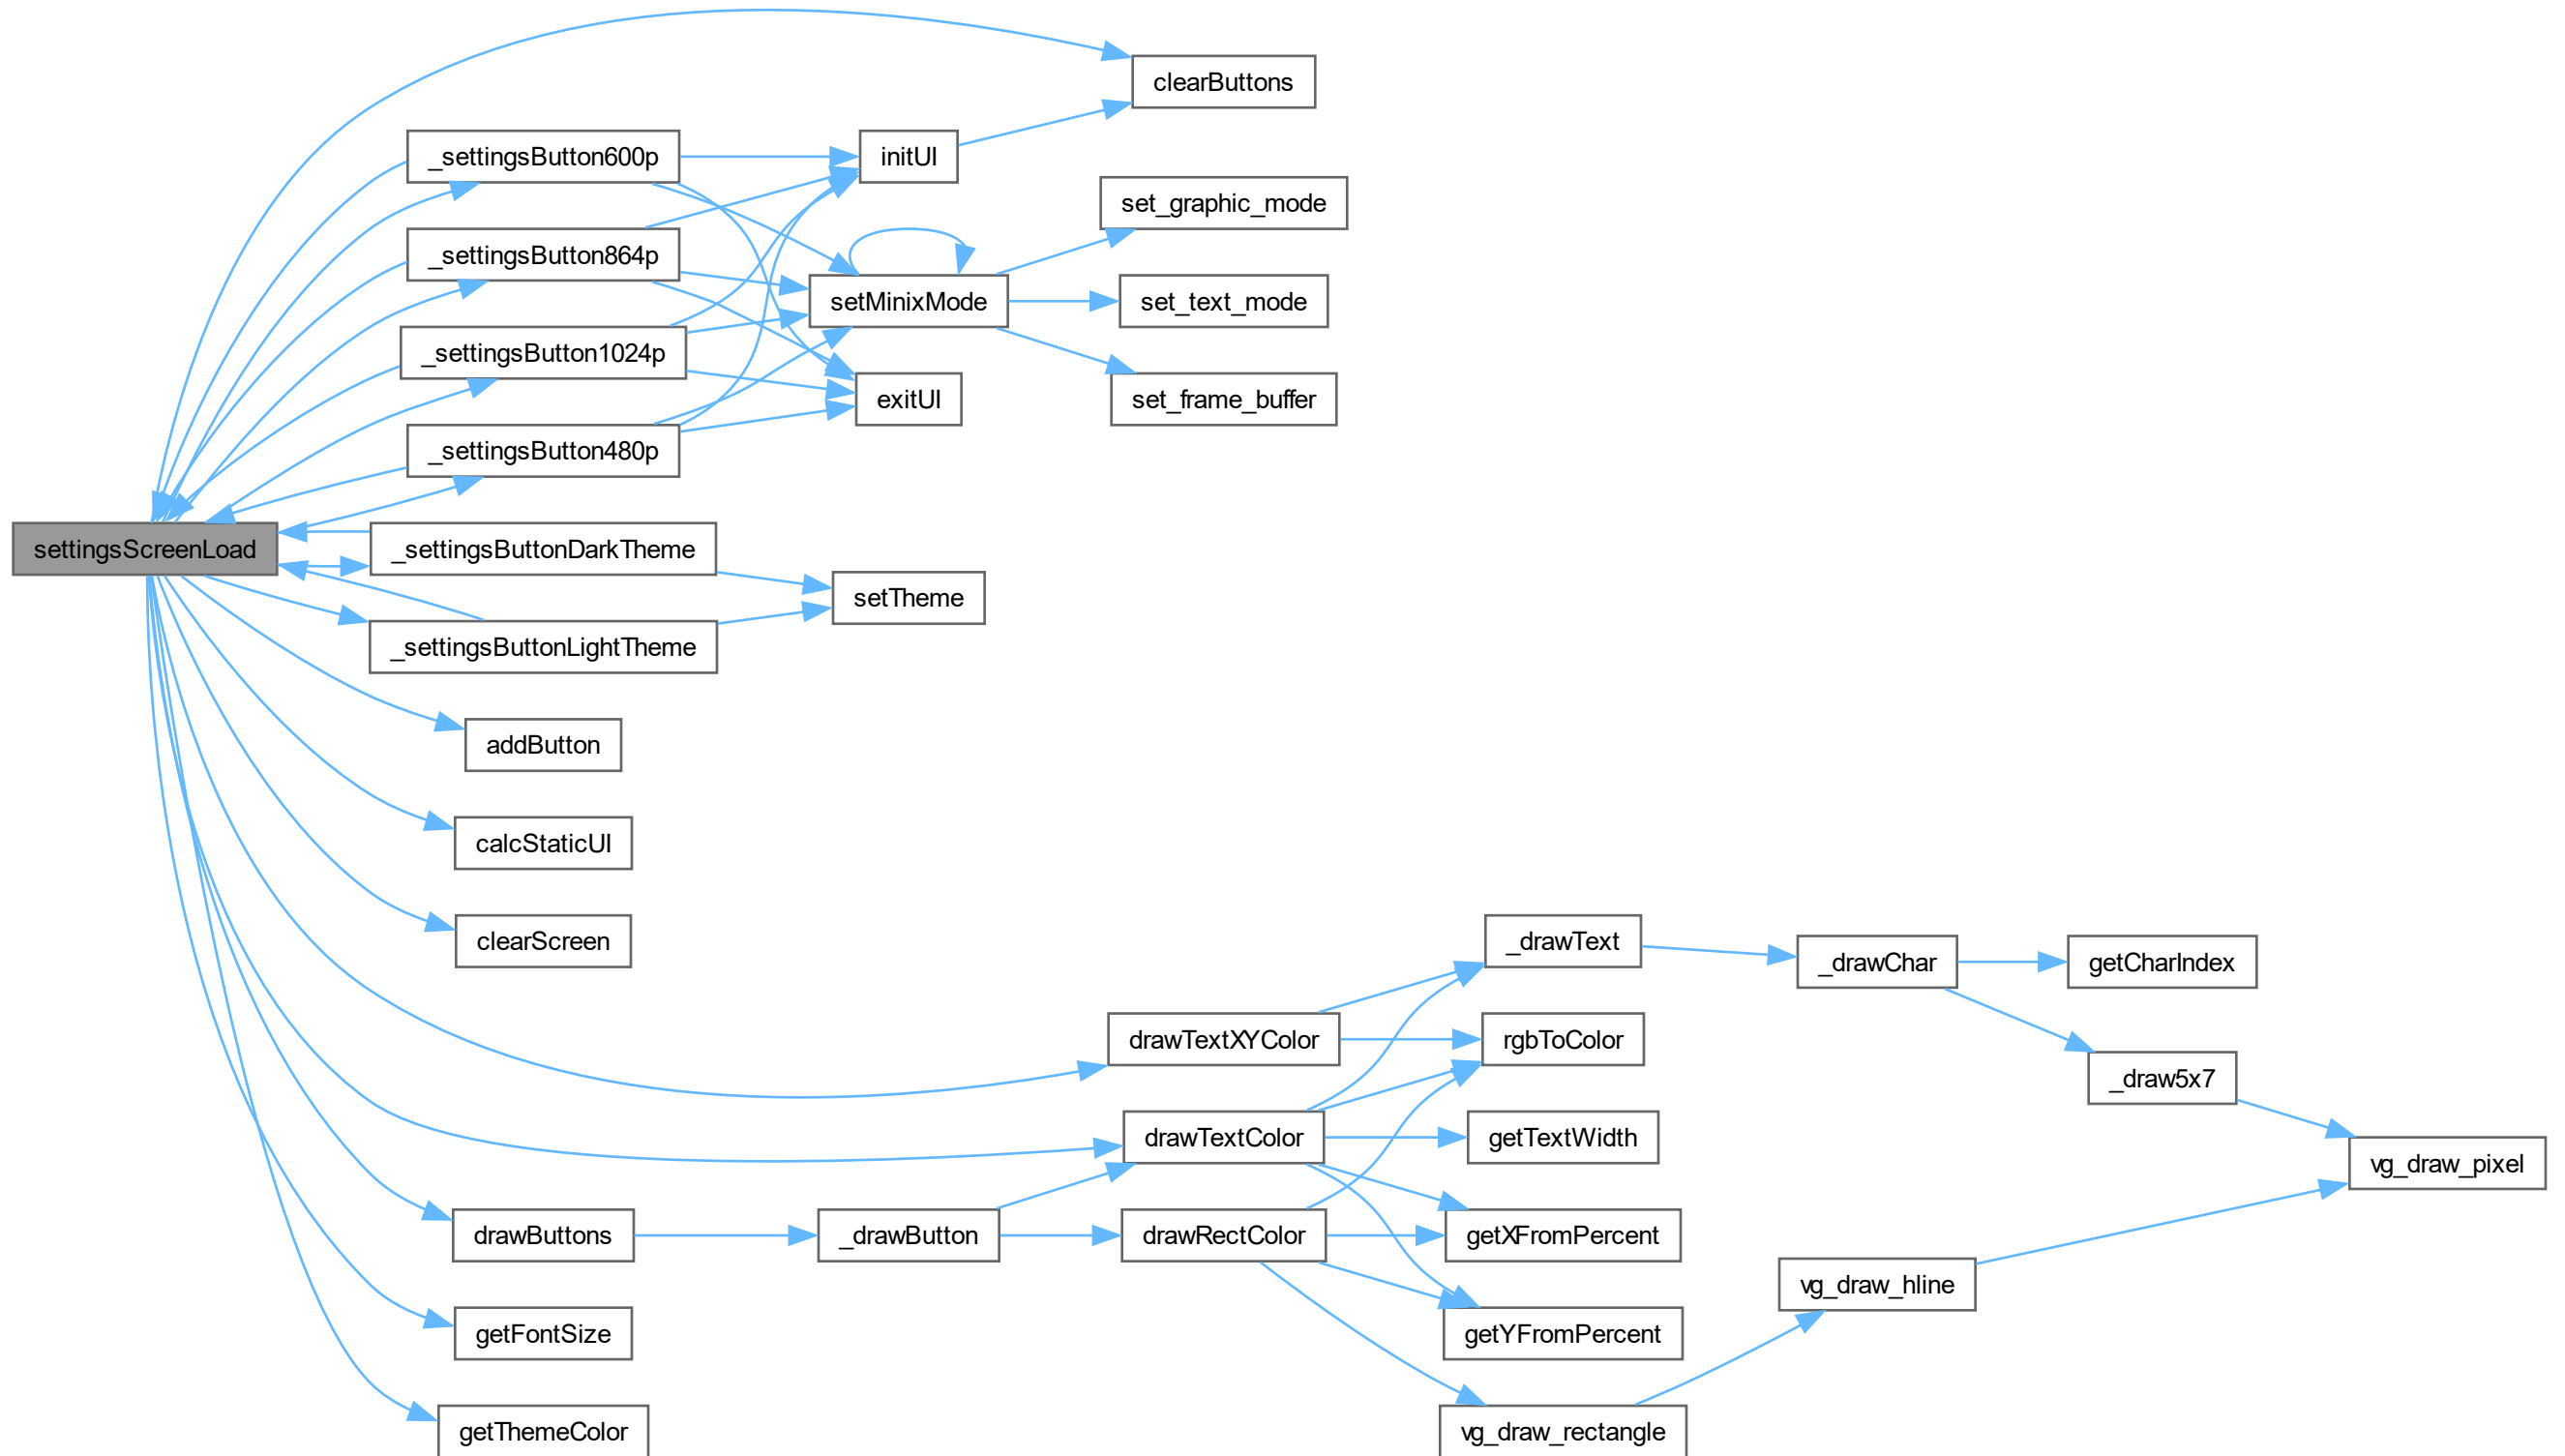 clearButtons
_settingsButton600p
initUI
set_graphic_mode
_settingsButton864p
setMinixMode
set_text_mode
_settingsButton1024p
exitUI
set_frame_buffer
_settingsButton480p
settingsScreenLoad
_settingsButtonDarkTheme
setTheme
_settingsButtonLightTheme
addButton
calcStaticUI
clearScreen
_drawText
_drawChar
getCharIndex
drawTextXYColor
rgbToColor
_draw5x7
drawTextColor
getTextWidth
vg_draw_pixel
drawButtons
_drawButton
drawRectColor
getXFromPercent
vg_draw_hline
getFontSize
getYFromPercent
getThemeColor
vg_draw_rectangle